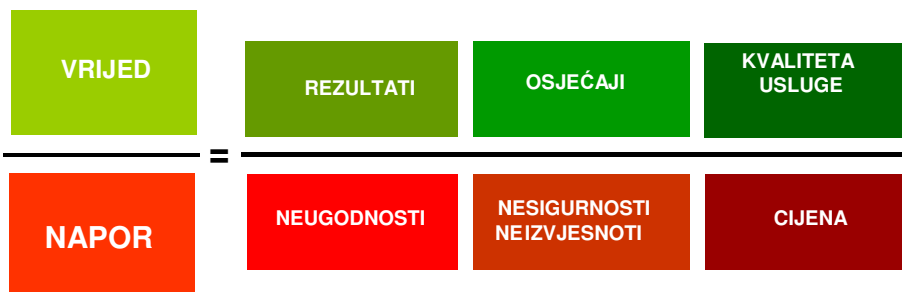 VRIJED
NAPOR
=
REZULTATI
OSJEĆAJI
KVALITETA
USLUGE
NEUGODNOSTI
NESIGURNOSTI
NEIZVJESNOTI
CIJENA